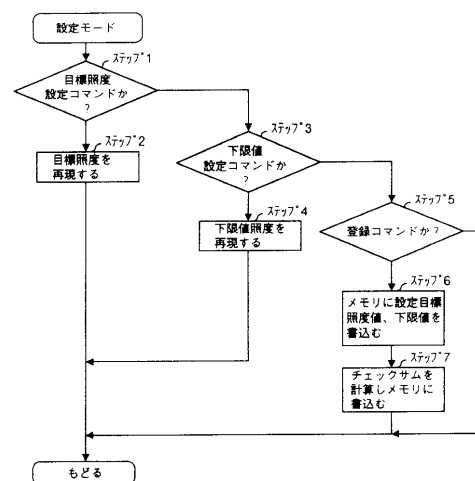 設定モード
ステップ1
目標照度
設定コマンドか
?
ステップ2
目標照度を
再現する
ステップ3
下限値
設定コマンドか
?
ステップ4
下限値照度を
再現する
ステップ5
登録コマンドか?
ステップ6
メモリに設定目標
照度値、下限値を
書込む
ステップ7
チェックサムを
計算しメモリに
書込む
もどる